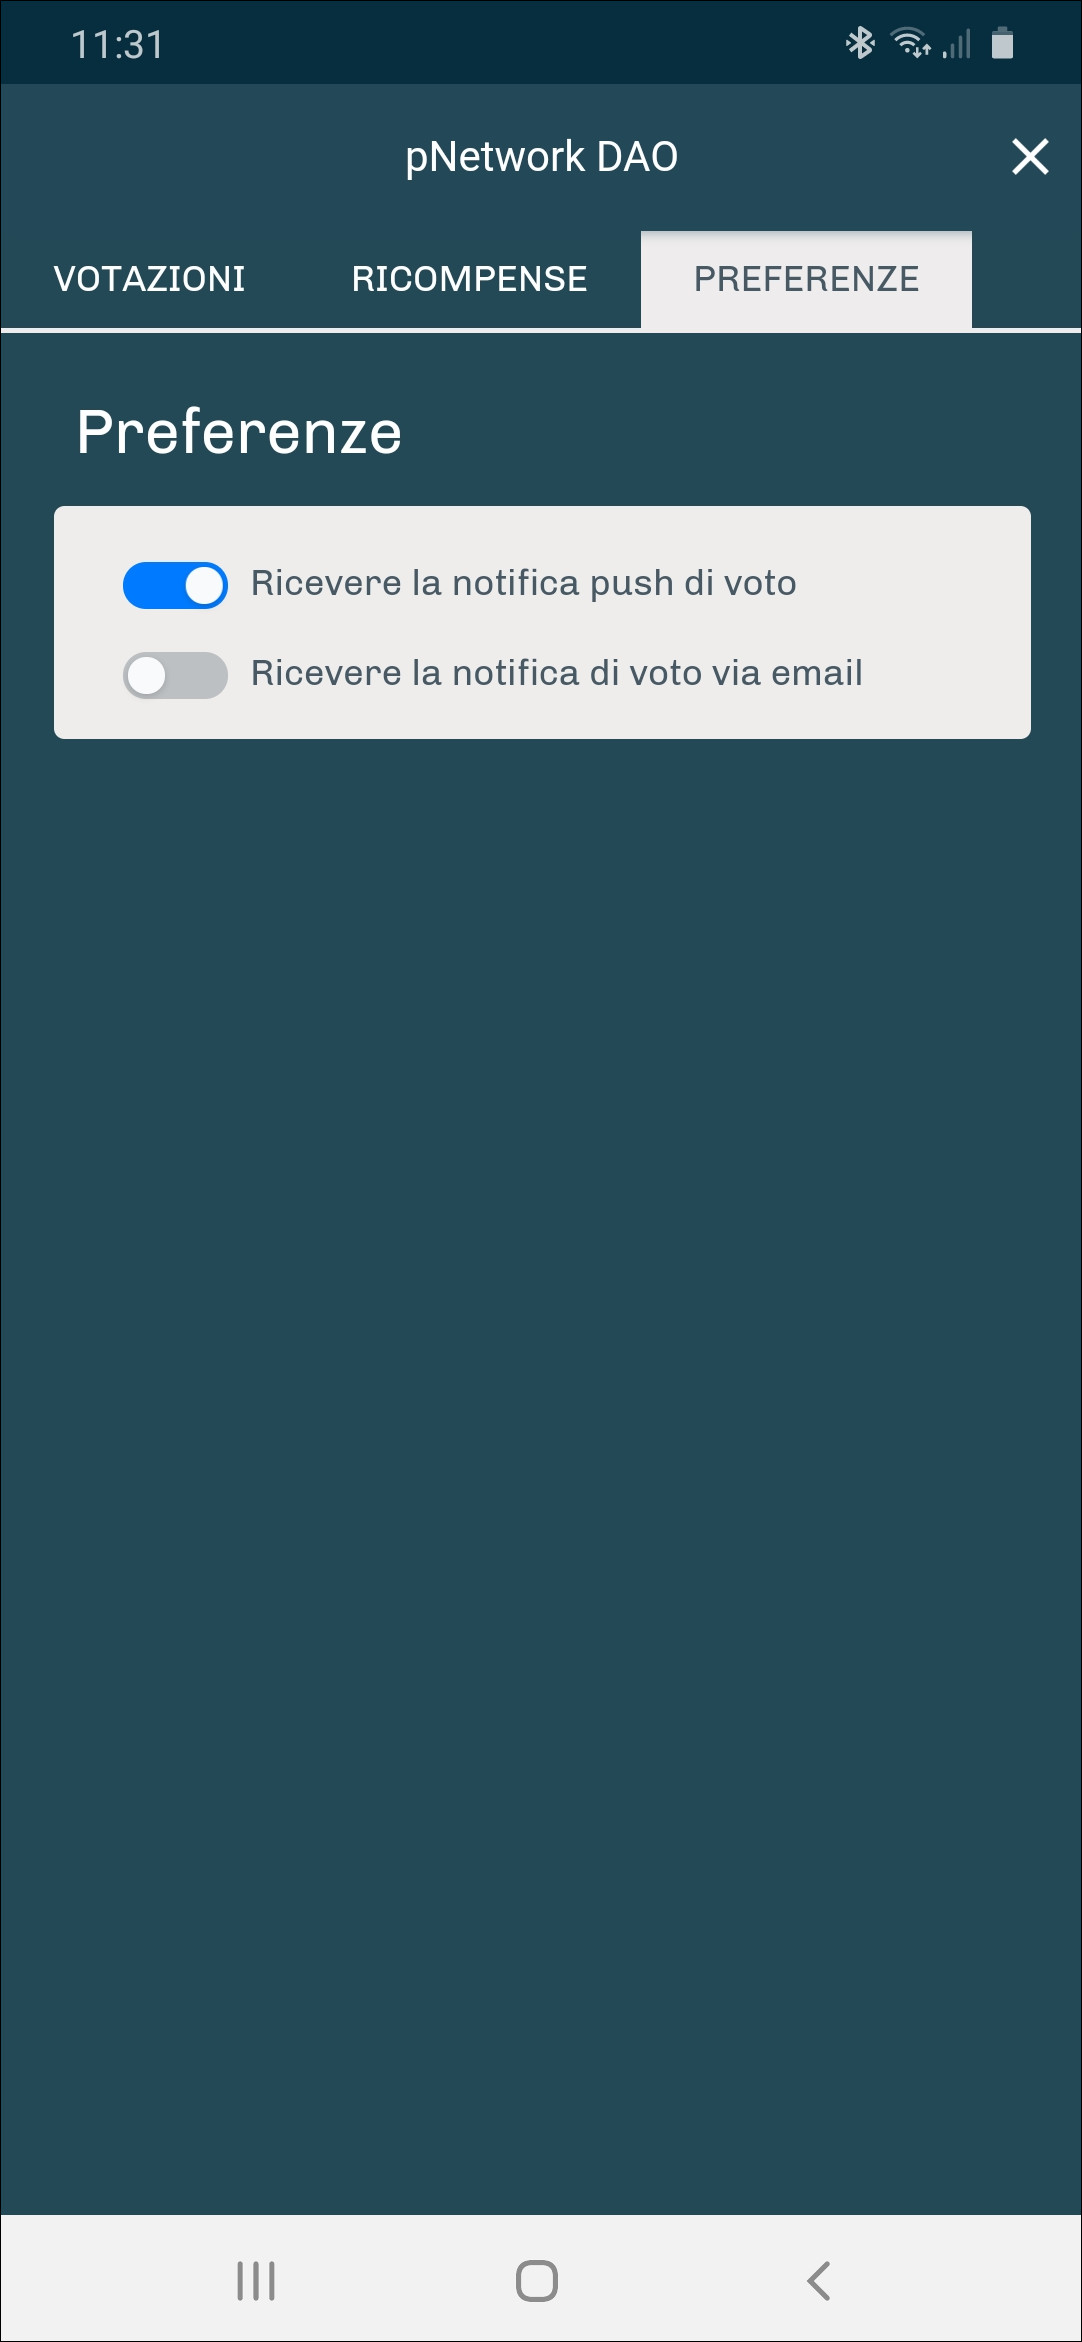 11:31
pNetwork DAO
VOTAZIONI RICOMPENSE PREFERENZE
Preferenze
Ricevere la notifica push di voto
Ricevere la notifica di voto via email